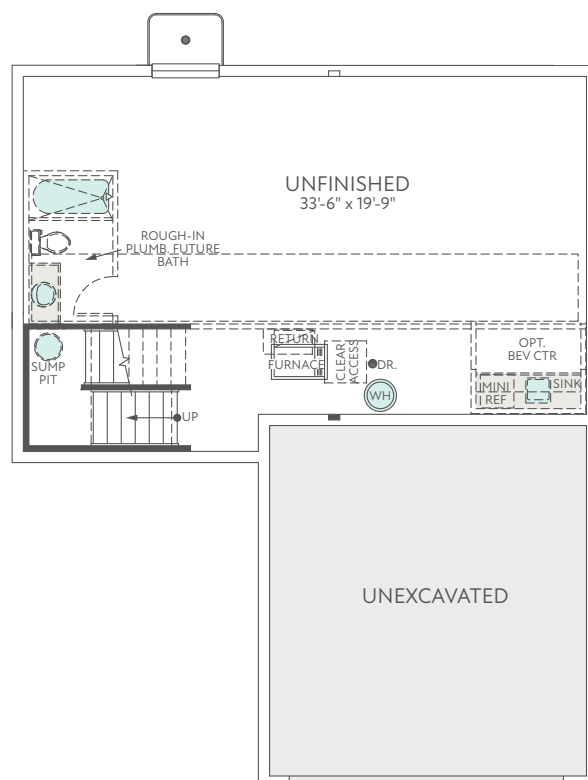 UNFINISHED
33'-6" x 19'-9"
ROUGH-IN
PLUMB. FUTURE
BATH
SUMP
PIT
UP
RETURN
FURNACE
CLEAR
ACCESS
DR.
WH
OPT.
BEV CTR
MINI
REF
SINK
UNEXCAVATED